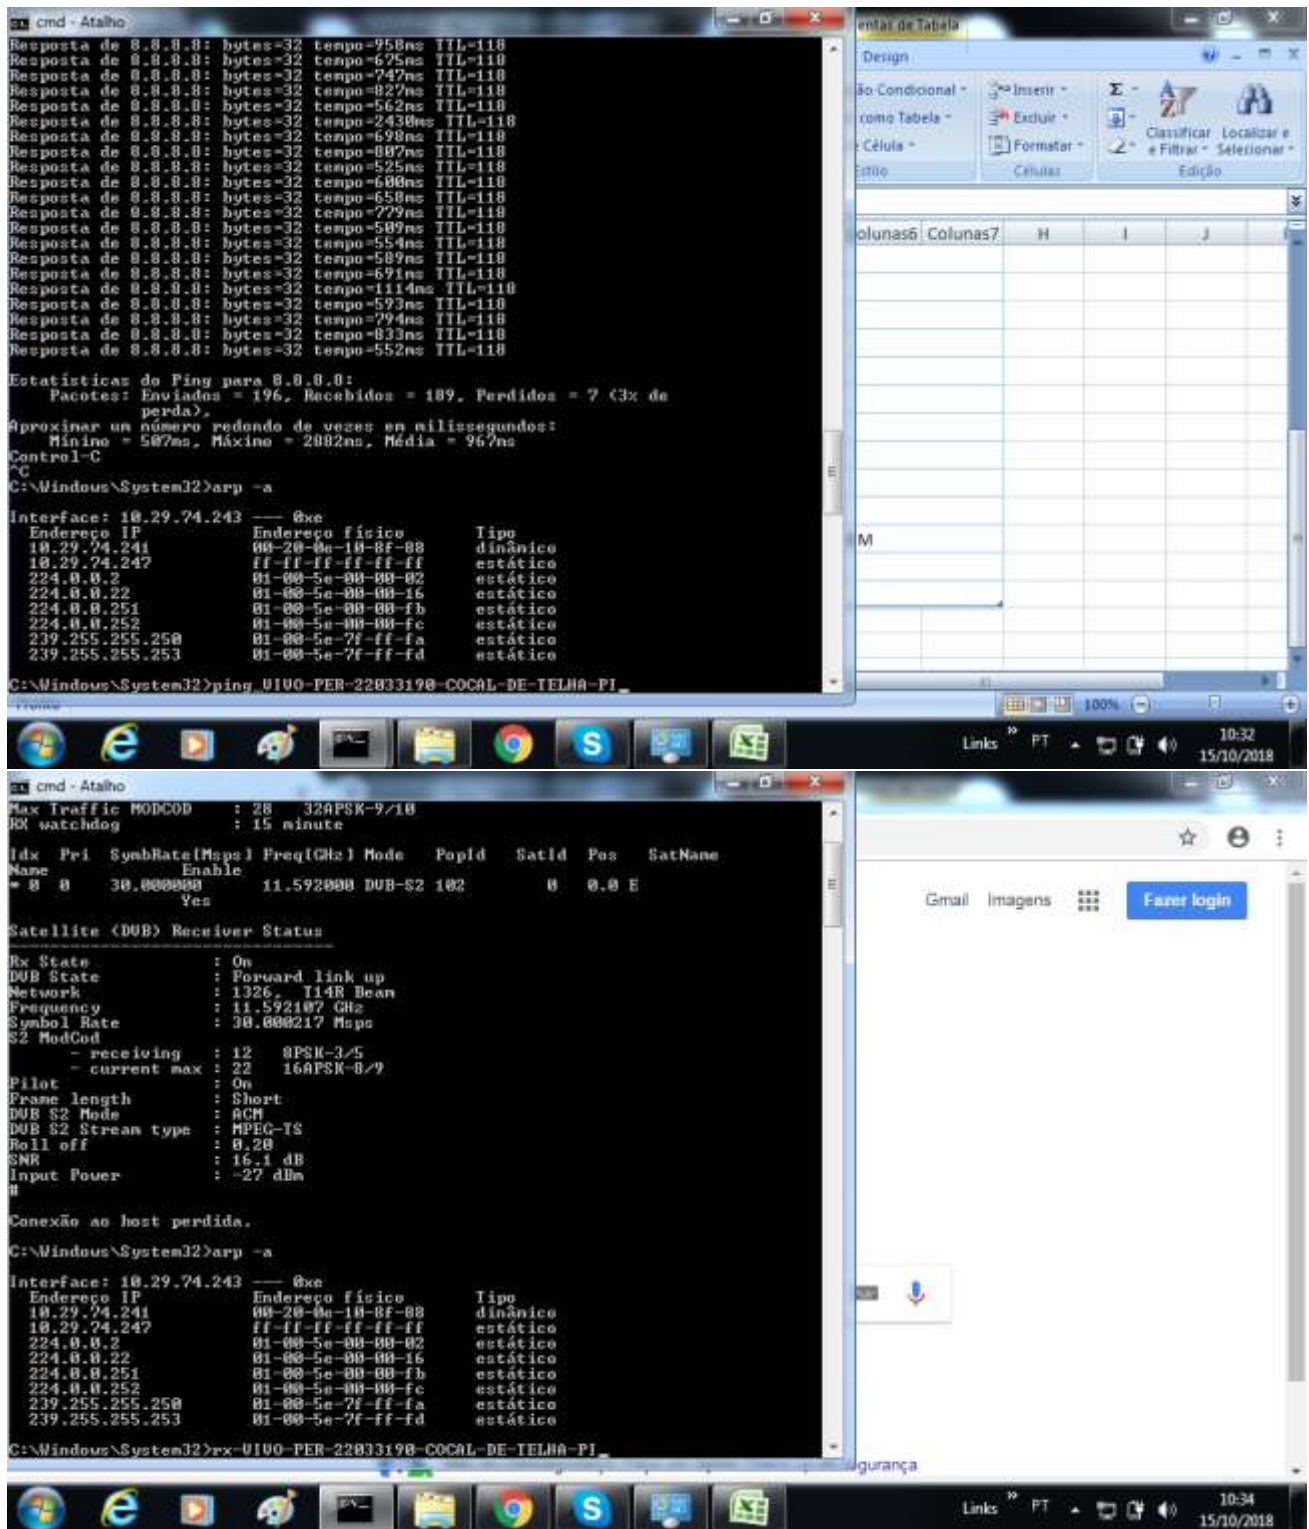 cmd - Atalho
entas de Tabela
Design
Resposta de 8.8.8.8: bytes=32 tempo=958ms TTL=118
Resposta de 8.8.8.8: bytes=32 tempo=675ms TTL=118
Resposta de 8.8.8.8: bytes=32 tempo=747ms TTL=118
Resposta de 8.8.8.8: bytes=32 tempo=827ms TTL=118
Resposta de 8.8.8.8: bytes=32 tempo=562ms TTL=118
Resposta de 8.8.8.8: bytes=32 tempo=2430ms TTL=118
Resposta de 8.8.8.8: bytes=32 tempo=698ms TTL=118
Resposta de 8.8.8.8: bytes=32 tempo=807ms TTL=118
Resposta de 8.8.8.8: bytes=32 tempo=525ms TTL=118
Resposta de 8.8.8.8: bytes=32 tempo=600ms TTL=118
Resposta de 8.8.8.8: bytes=32 tempo=658ms TTL=118
Resposta de 8.8.8.8: bytes=32 tempo=779ms TTL=118
Resposta de 8.8.8.8: bytes=32 tempo=509ms TTL=118
Resposta de 8.8.8.8: bytes=32 tempo=554ms TTL=118
Resposta de 8.8.8.8: bytes=32 tempo=589ms TTL=118
Resposta de 8.8.8.8: bytes=32 tempo=691ms TTL=118
Resposta de 8.8.8.8: bytes=32 tempo=1114ms TTL=118
Resposta de 8.8.8.8: bytes=32 tempo=593ms TTL=118
Resposta de 8.8.8.8: bytes=32 tempo=794ms TTL=118
Resposta de 8.8.8.8: bytes=32 tempo=833ms TTL=118
Resposta de 8.8.8.8: bytes=32 tempo=552ms TTL=118
Estatísticas do Ping para 8.8.8.8:
Pacotes: Enviados = 196, Recebidos = 189, Perdidos = 7 (3% de
perda),
Aproximar um número redondo de vezes em milissegundos:
Mínimo = 507ms, Máximo = 2882ms, Média = 967ms
Control-C
^C
C:\Windows\System32>arp -a
Interface: 10.29.74.243 --- 0xe
Endereço IP Endereço físico Tipo
10.29.74.241 00-20-0e-10-8f-88 dinâmico
10.29.74.247 ff-ff-ff-ff-ff-ff estático
224.0.0.2 01-00-5e-00-00-02 estático
224.0.0.22 01-00-5e-00-00-16 estático
224.0.0.251 01-00-5e-00-00-fb estático
224.0.0.252 01-00-5e-00-00-fc estático
239.255.255.250 01-00-5e-7f-ff-fa estático
239.255.255.253 01-00-5e-7f-ff-fd estático
C:\Windows\System32>ping_VIVO-PER-22033190-COCAL-DE-TELHA-PI_
ão Condicional Inserir Σ
como Tabela Excluir Classificar Localizar e
Célula Formatar e Filtrar Selecionar
Estilo Células Edição
olunas6 Colunas7 H I J
M
100%
Links PT 10:32
15/10/2018
cmd - Atalho
Max Traffic MODCOD : 28 32APSK-9/10
RX watchdog : 15 minute
Idx Pri SymbRate[Msps] Freq[GHz] Mode PopId SatId Pos SatName
Name Enable
* 0 0 30.000000 11.592000 DVB-S2 102 0 0.0 E
Yes
Satellite (DVB) Receiver Status
Rx State : On
DVB State : Forward link up
Network : 1326, T14R Beam
Frequency : 11.592107 GHz
Symbol Rate : 30.000217 Msps
S2 ModCod
- receiving : 12 8PSK-3/5
- current max : 22 16APSK-8/9
Pilot : On
Frame length : Short
DVB S2 Mode : ACM
DVB S2 Stream type : MPEG-TS
Roll off : 0.20
SNR : 16.1 dB
Input Power : -27 dBm
#
Conexão ao host perdida.
C:\Windows\System32>arp -a
Interface: 10.29.74.243 --- 0xe
Endereço IP Endereço físico Tipo
10.29.74.241 00-20-0e-10-8f-88 dinâmico
10.29.74.247 ff-ff-ff-ff-ff-ff estático
224.0.0.2 01-00-5e-00-00-02 estático
224.0.0.22 01-00-5e-00-00-16 estático
224.0.0.251 01-00-5e-00-00-fb estático
224.0.0.252 01-00-5e-00-00-fc estático
239.255.255.250 01-00-5e-7f-ff-fa estático
239.255.255.253 01-00-5e-7f-ff-fd estático
C:\Windows\System32>rx-VIVO-PER-22033190-COCAL-DE-TELHA-PI_
Gmail Imagens Fazer login
gurança
Links PT 10:34
15/10/2018